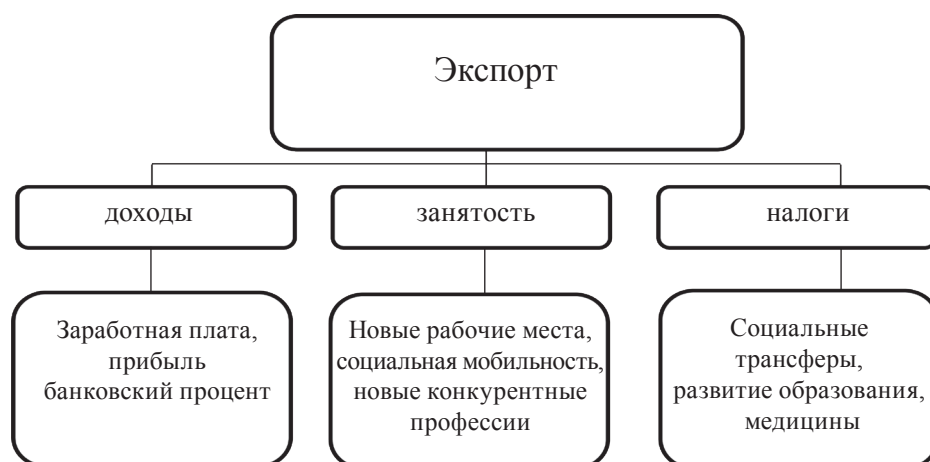 Экспорт
доходы
занятость
налоги
Заработная плата,
прибыль
банковский процент
Новые рабочие места,
социальная мобильность,
новые конкурентные
профессии
Социальные
трансферы,
развитие образования,
медицины